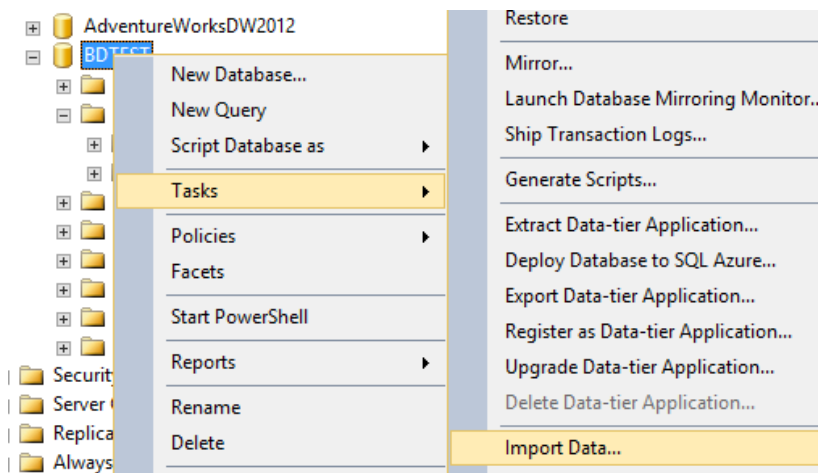 AdventureWorksDW2012
BDTEST
Security
Server
Replica
Always
New Database...
New Query
Script Database as
Tasks
Policies
Facets
Start PowerShell
Reports
Rename
Delete
Restore
Mirror...
Launch Database Mirroring Monitor..
Ship Transaction Logs...
Generate Scripts...
Extract Data-tier Application...
Deploy Database to SQL Azure...
Export Data-tier Application...
Register as Data-tier Application...
Upgrade Data-tier Application...
Delete Data-tier Application...
Import Data...